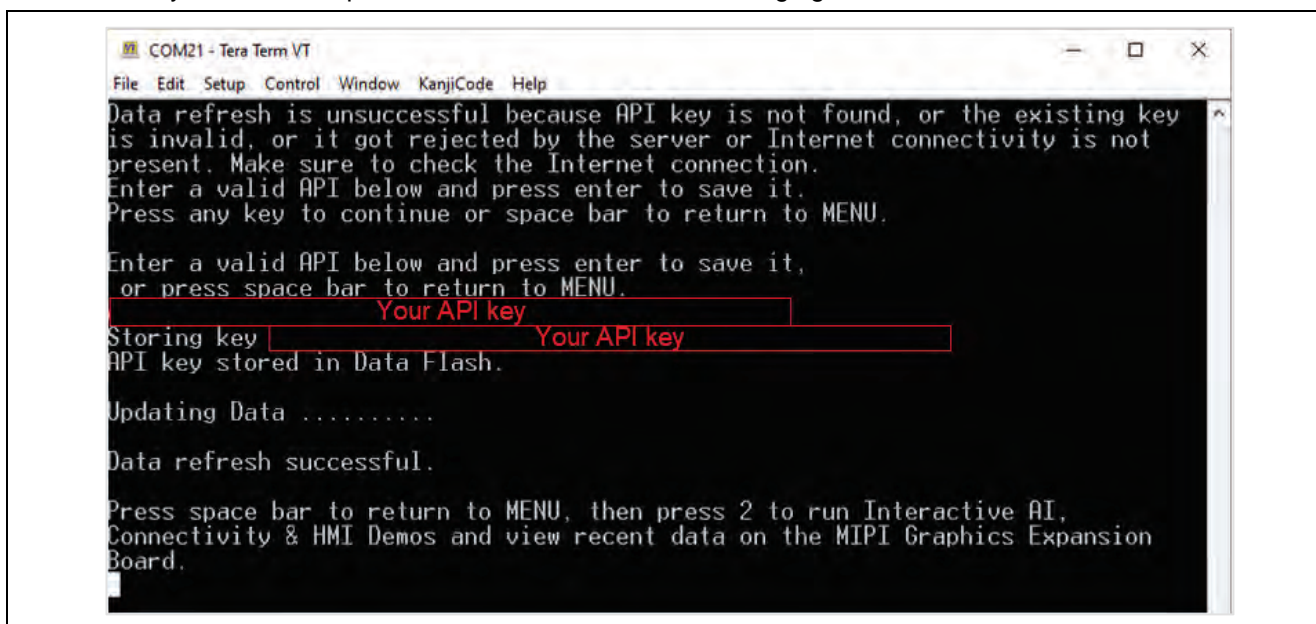 COM21 - Tera Term VT
File Edit Setup Control Window KanjiCode Help
Data refresh is unsuccessful because API key is not found, or the existing key
is invalid, or it got rejected by the server or Internet connectivity is not
present. Make sure to check the Internet connection.
Enter a valid API below and press enter to save it.
Press any key to continue or space bar to return to MENU.
Enter a valid API below and press enter to save it,
or press space bar to return to MENU.
Your API key
Storing key Your API key
API key stored in Data Flash.
Updating Data ..........
Data refresh successful.
Press space bar to return to MENU, then press 2 to run Interactive AI,
Connectivity & HMI Demos and view recent data on the MIPI Graphics Expansion
Board.